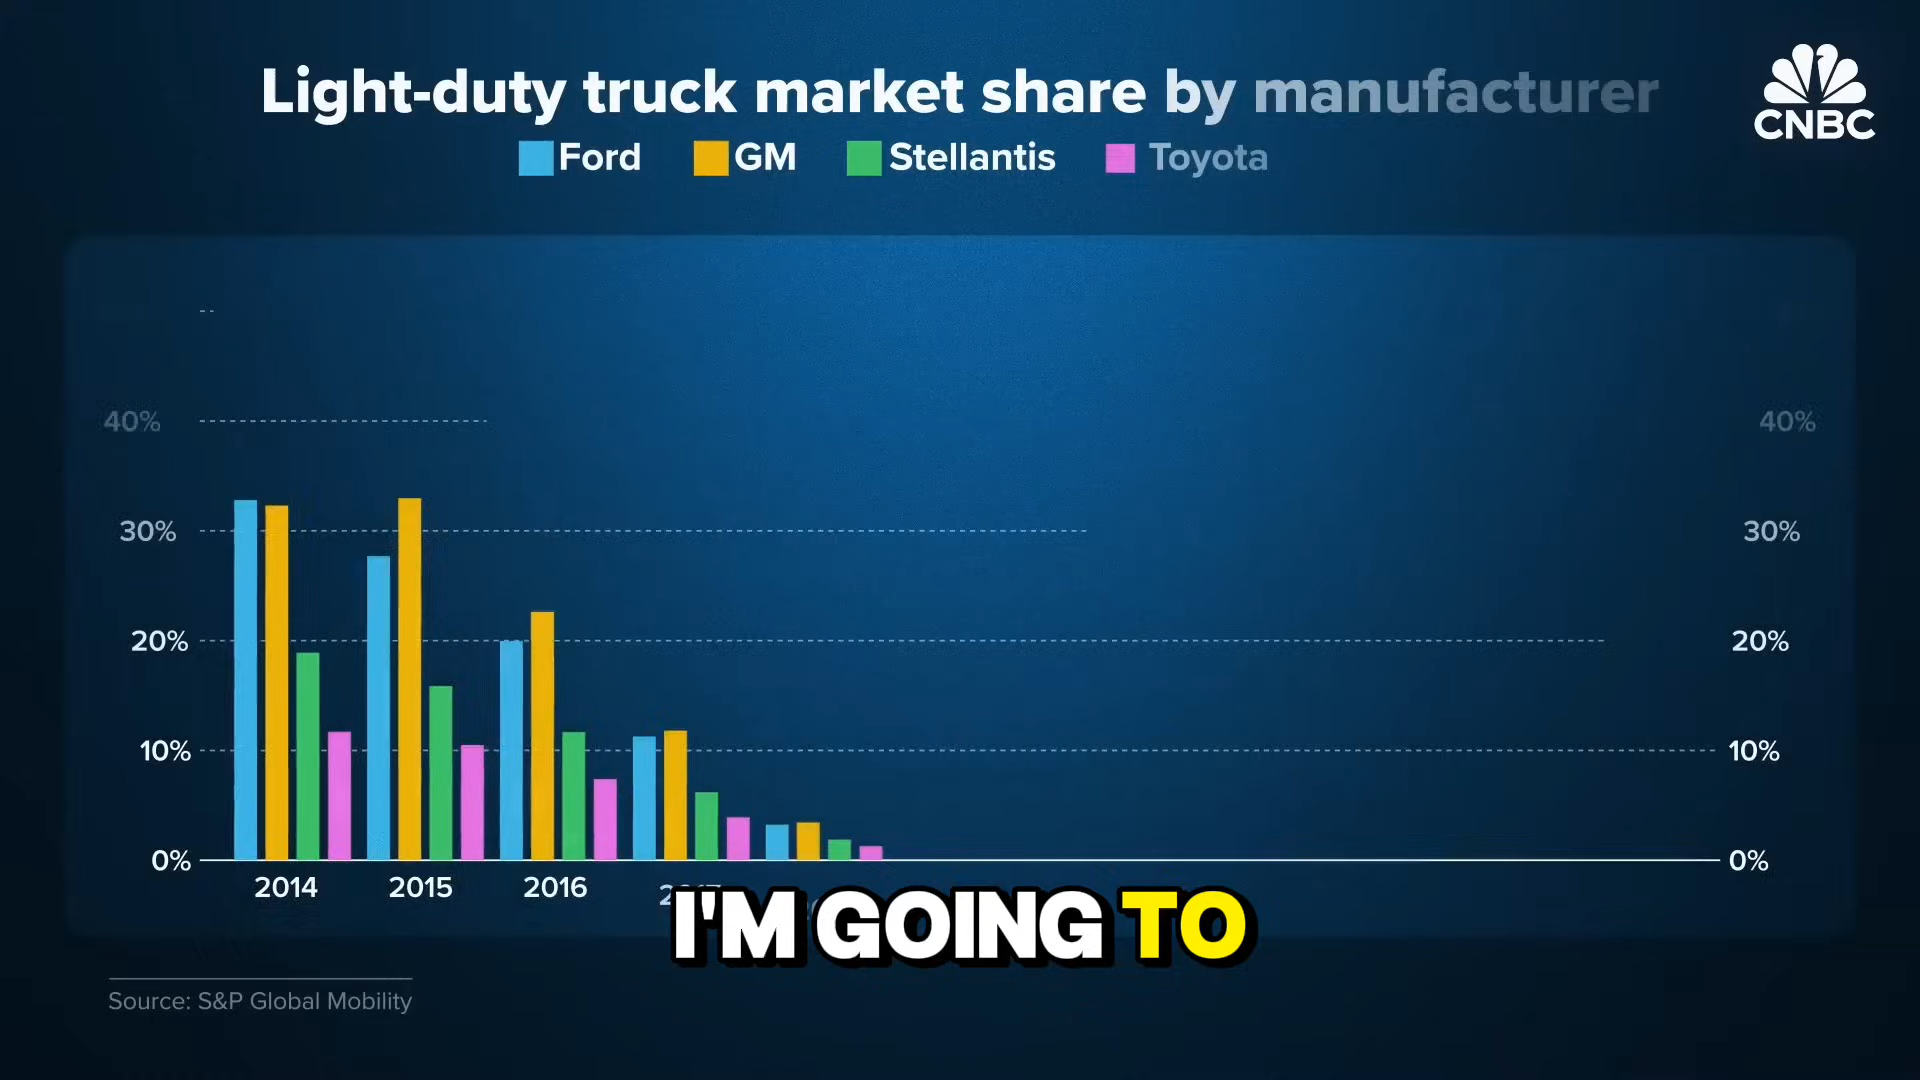 Light-duty truck market share by manufacturer
CNBC
Ford GM Stellantis Toyota
40% 40%
30% 30%
20% 20%
10% 10%
0% 0%
2014 2015 2016
I'M GOING TO
Source: S&P Global Mobility